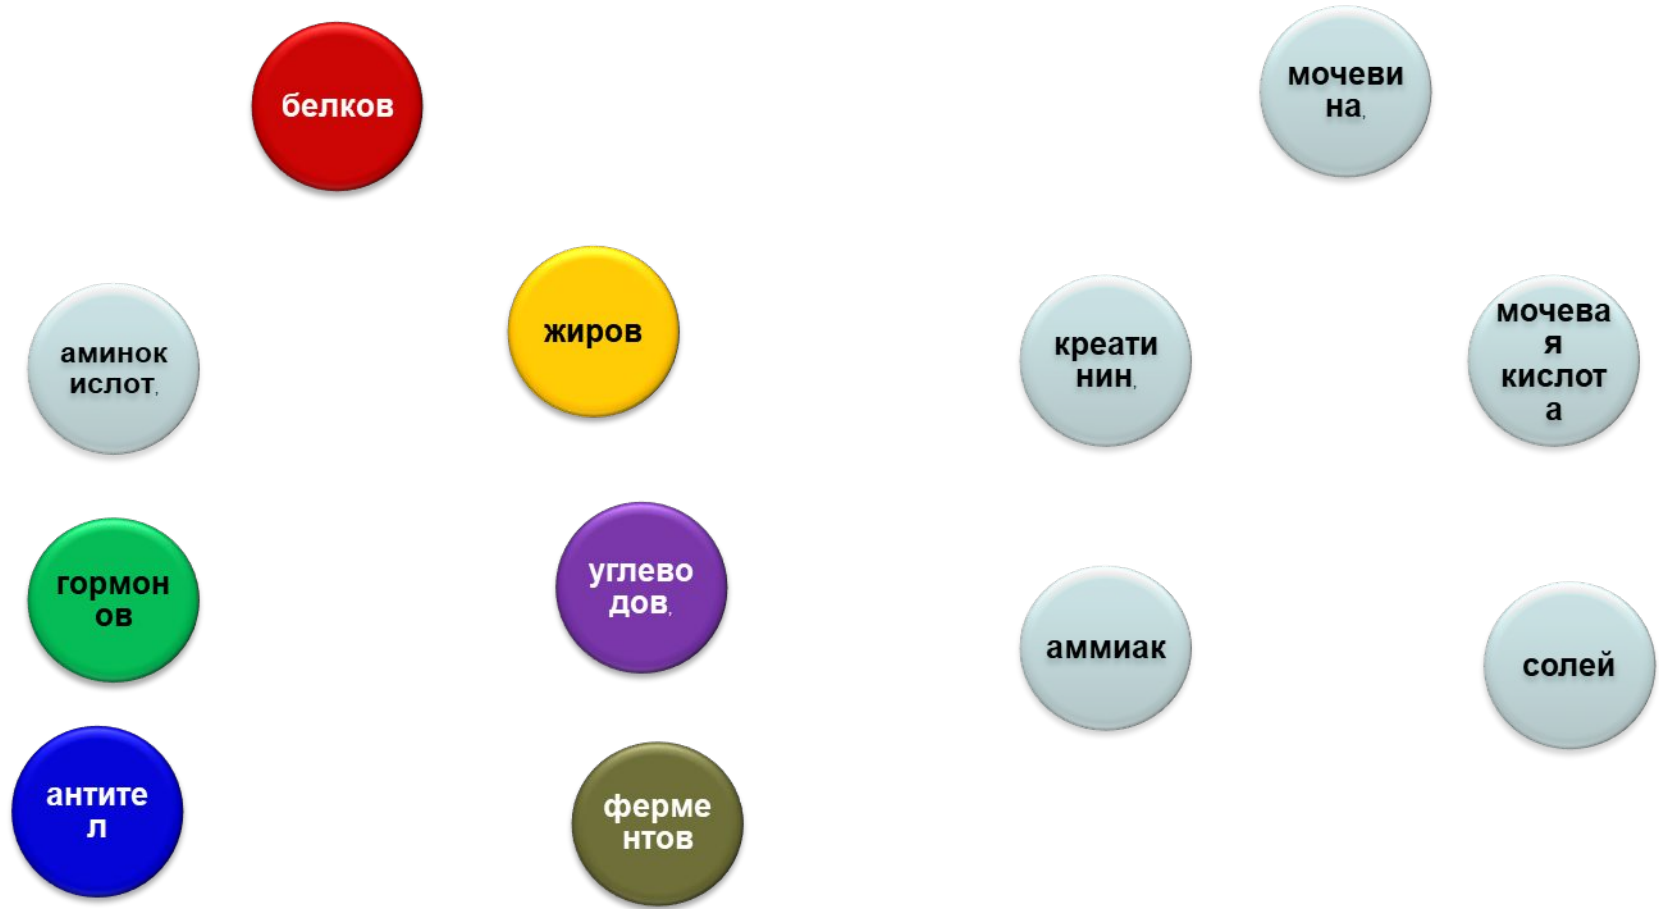 белков
жиров
аминок
ислот,
углево
дов,
гормон
ов
ферме
нтов
антите
л
мочеви
на,
креати
нин,
мочева
я
кислот
а
аммиак
солей